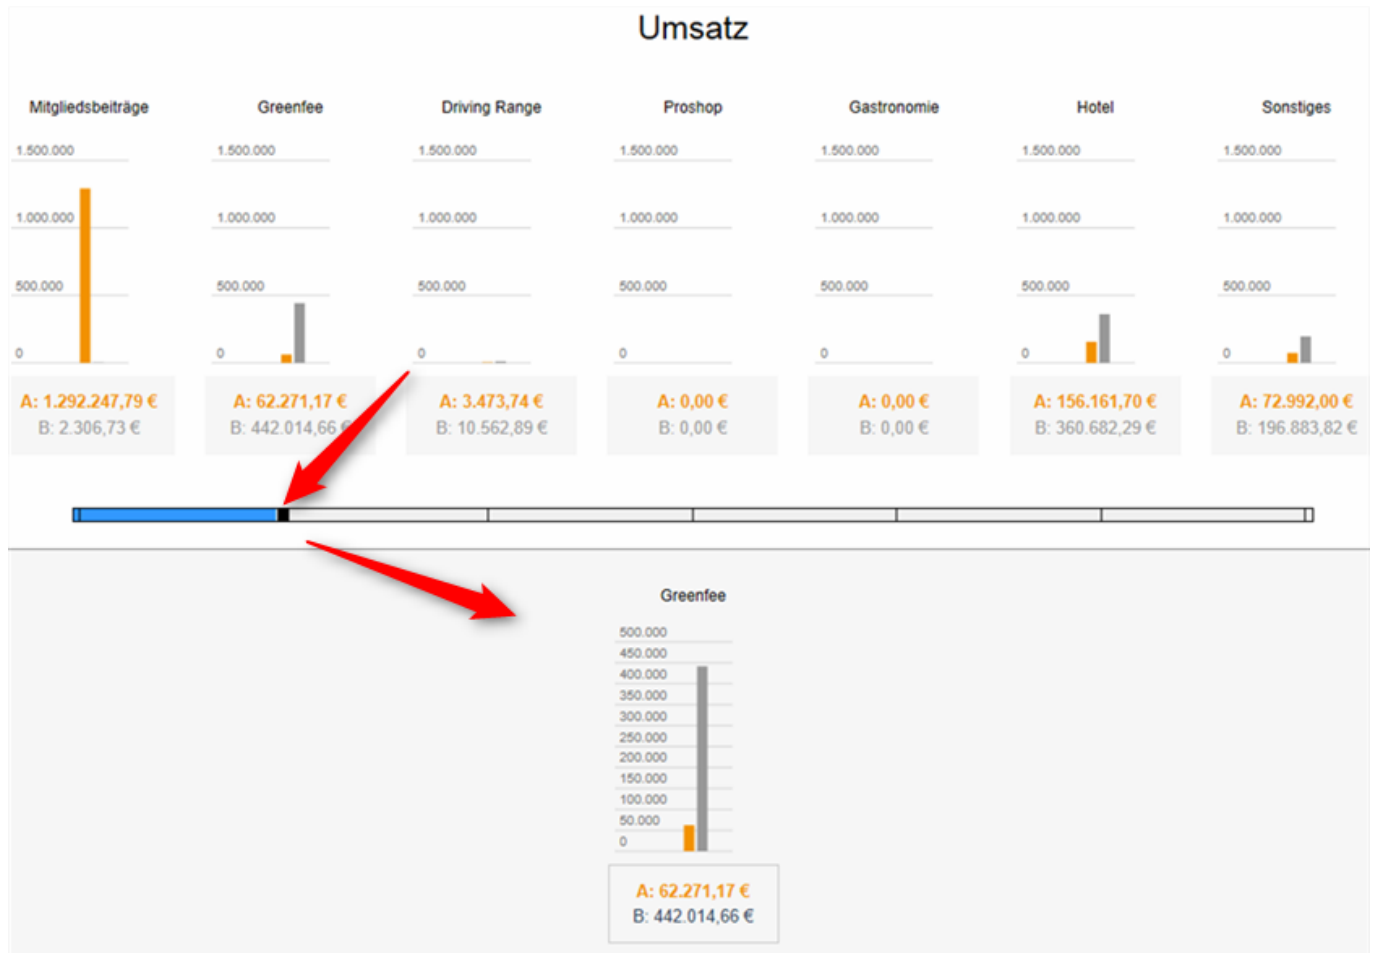 Umsatz
Mitgliedsbeiträge Greenfee Driving Range Proshop Gastronomie Hotel Sonstiges
1.500.000 1.500.000 1.500.000 1.500.000 1.500.000 1.500.000 1.500.000
1.000.000 1.000.000 1.000.000 1.000.000 1.000.000 1.000.000 1.000.000
500.000 500.000 500.000 500.000 500.000 500.000 500.000
0 0 0 0 0 0 0
A: 1.292.247,79 € A: 62.271,17 € A: 3.473,74 € A: 0,00 € A: 0,00 € A: 156.161,70 € A: 72.992,00 €
B: 2.306,73 € B: 442.014,66 € B: 10.562,89 € B: 0,00 € B: 0,00 € B: 360.682,29 € B: 196.883,82 €
Greenfee
500.000
450.000
400.000
350.000
300.000
250.000
200.000
150.000
100.000
50.000
0
A: 62.271,17 €
B: 442.014,66 €